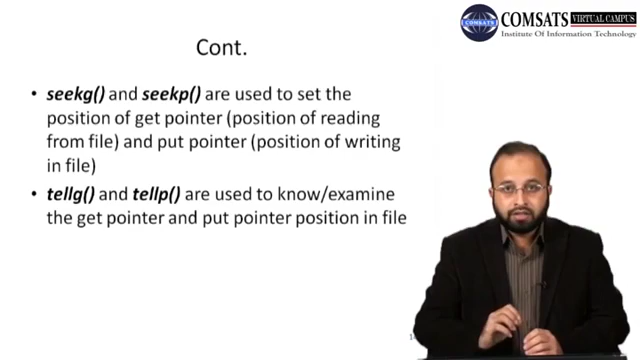 COMSATS VIRTUAL CAMPUS
Institute Of Information Technology
Cont.
• seekg() and seekp() are used to set the
position of get pointer (position of reading
from file) and put pointer (position of writing
in file)
• tellg() and tellp() are used to know/examine
the get pointer and put pointer position in file